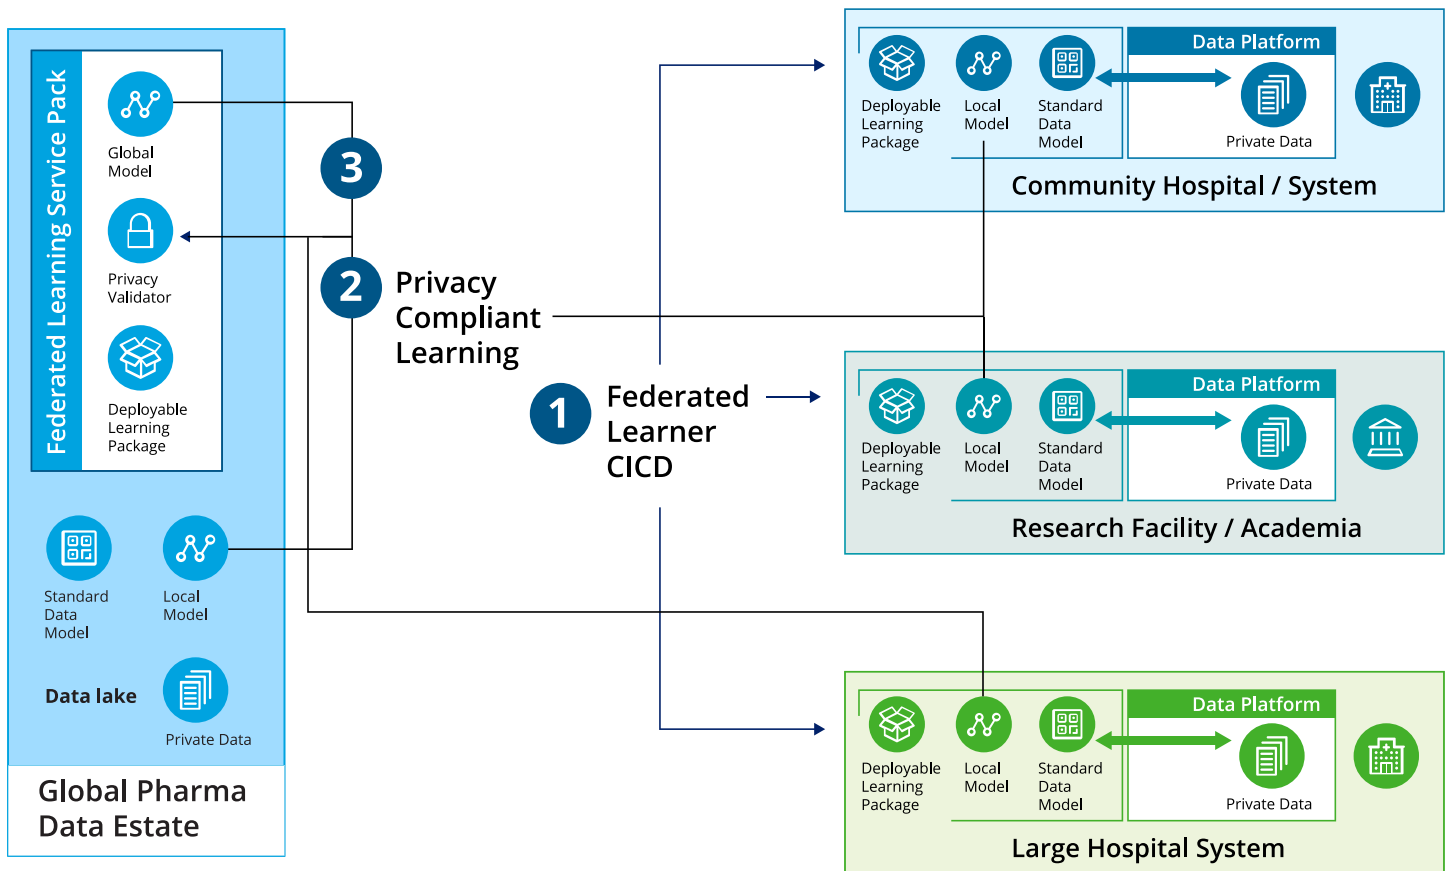 Federated Learning Service Pack
Global
Model
Privacy
Validator
Deployable
Learning
Package
Standard
Data
Model
Local
Model
Data lake
Private Data
Global Pharma
Data Estate
3
2
Privacy
Compliant
Learning
1
Federated
Learner
CICD
Deployable
Learning
Package
Local
Model
Standard
Data
Model
Data Platform
Private Data
Community Hospital / System
Deployable
Learning
Package
Local
Model
Standard
Data
Model
Data Platform
Private Data
Research Facility / Academia
Deployable
Learning
Package
Local
Model
Standard
Data
Model
Data Platform
Private Data
Large Hospital System